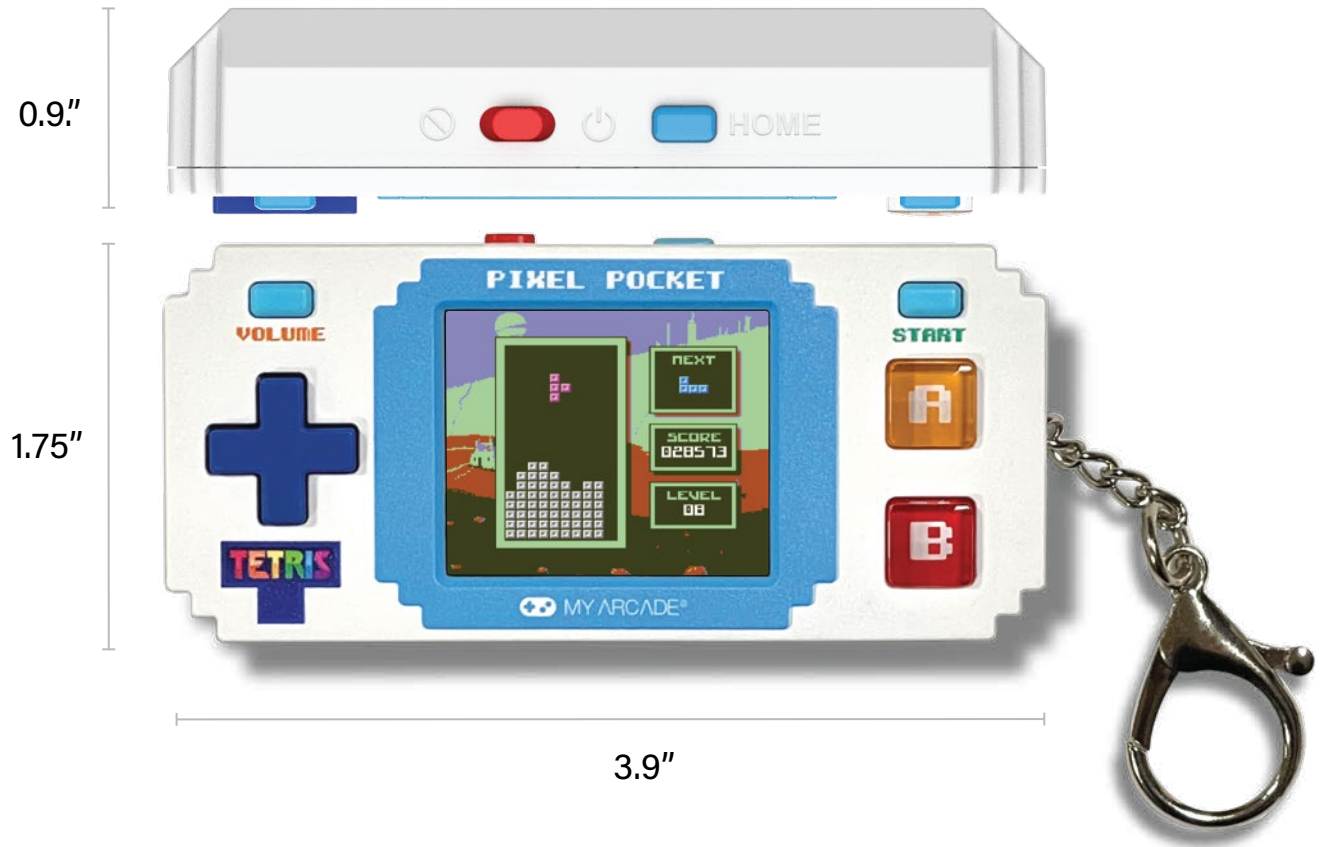 0.9."
HOME
PIXEL POCKET
VOLUME
START
NEXT
A
SCORE
028573
1.75"
LEVEL
08
B
TETRIS
MY ARCADE®
3.9"